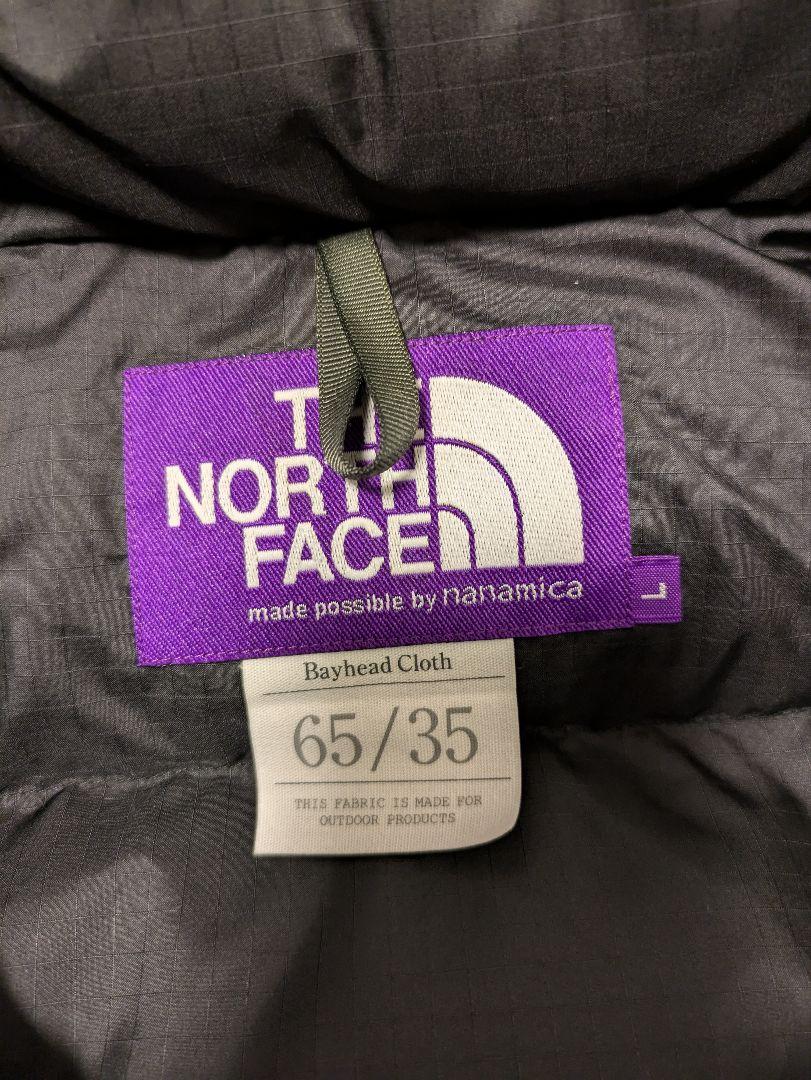 THE
NORTH
FACE
made possible by nanamica
L
Bayhead Cloth
65/35
THIS FABRIC IS MADE FOR
OUTDOOR PRODUCTS